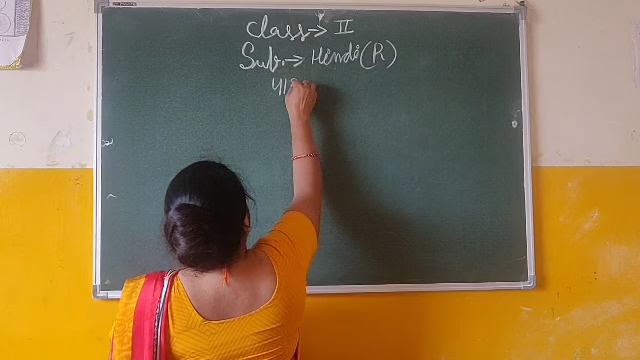 Class→ II
Sub.→ Hindi(R)